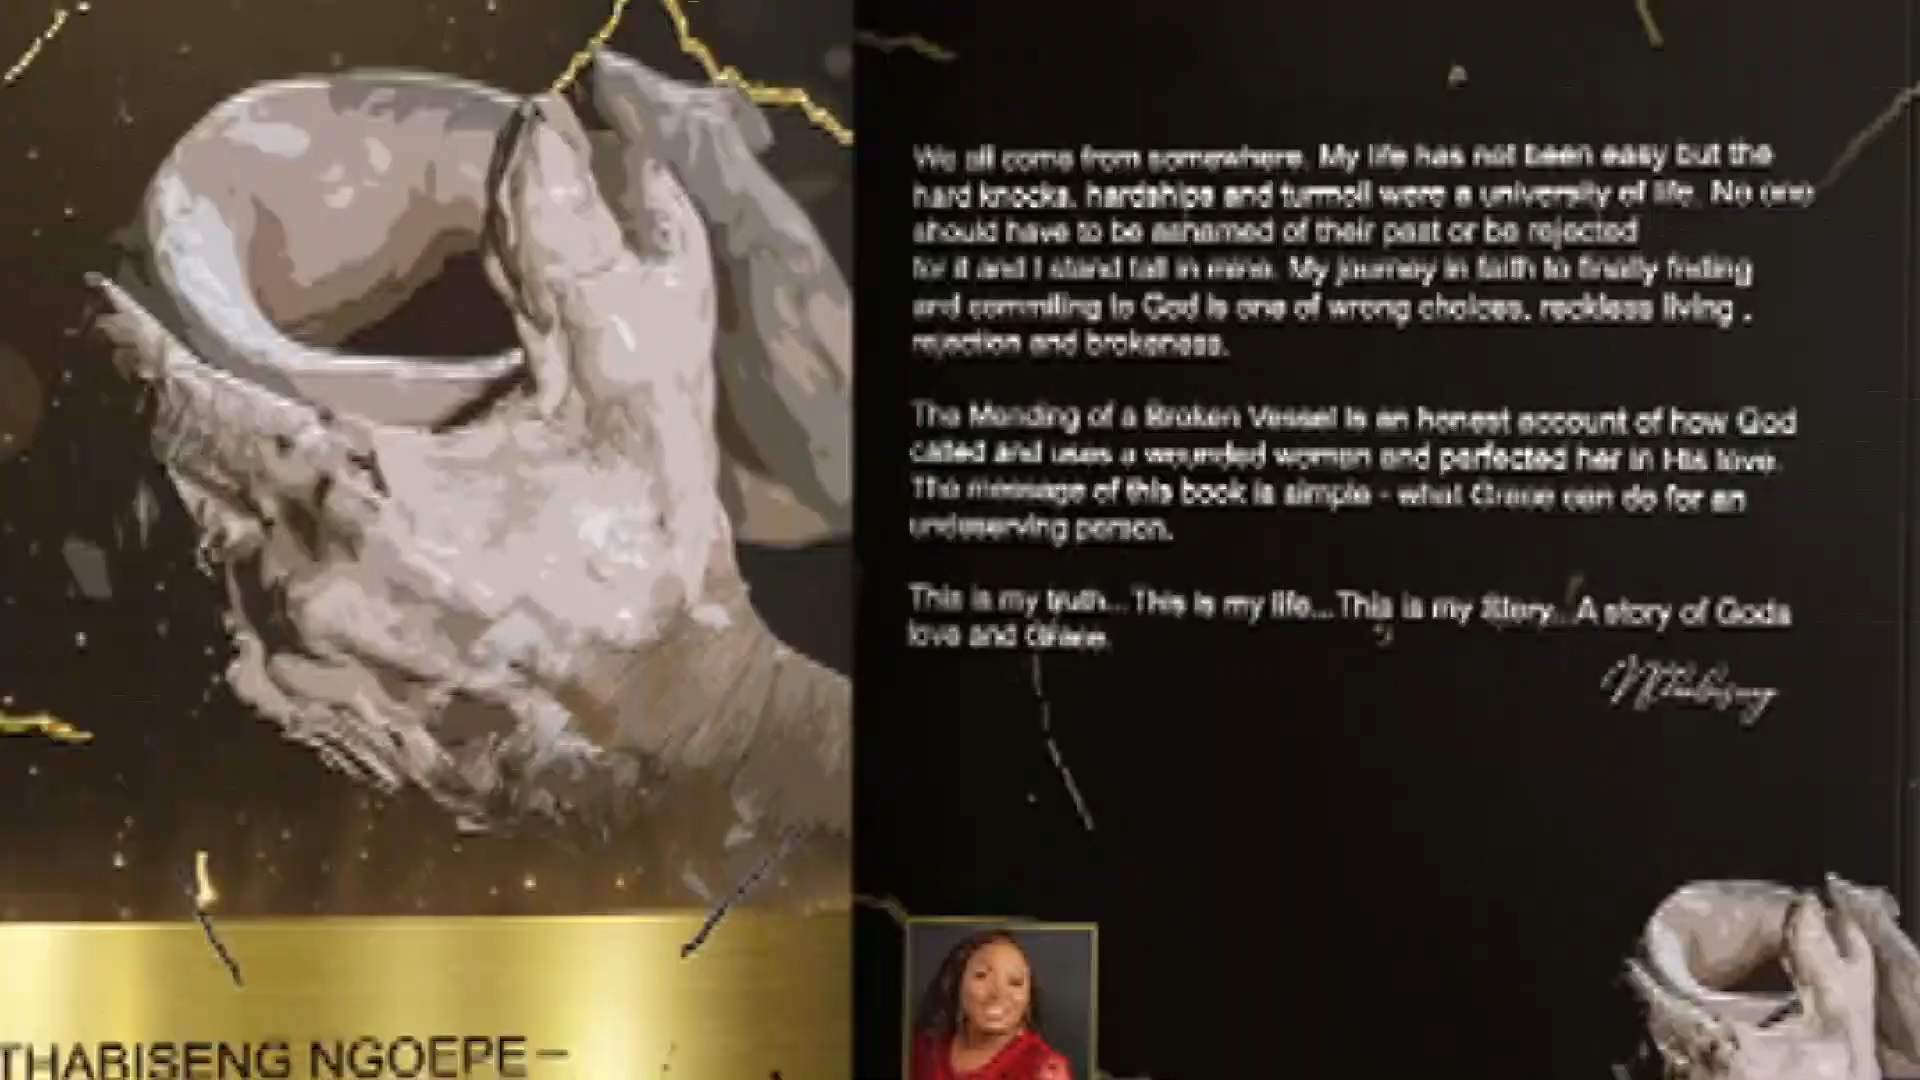 We all come from somewhere. My life has not been easy but the
hard knocks, hardships and turmoil were a university of life. No one
should have to be ashamed of their past or be rejected
for it and I stand tall in mine. My journey in faith to finally finding
and committing to God is one of wrong choices, reckless living ,
rejection and brokeness.
The Mending of a Broken Vessel is an honest account of how God
called and uses a wounded woman and perfected her in His love.
The message of this book is simple - what Grace can do for an
undeserving person.
This is my truth... This is my life...This is my Story...A story of Gods
love and Grace.
THABISENG NGOEPE –